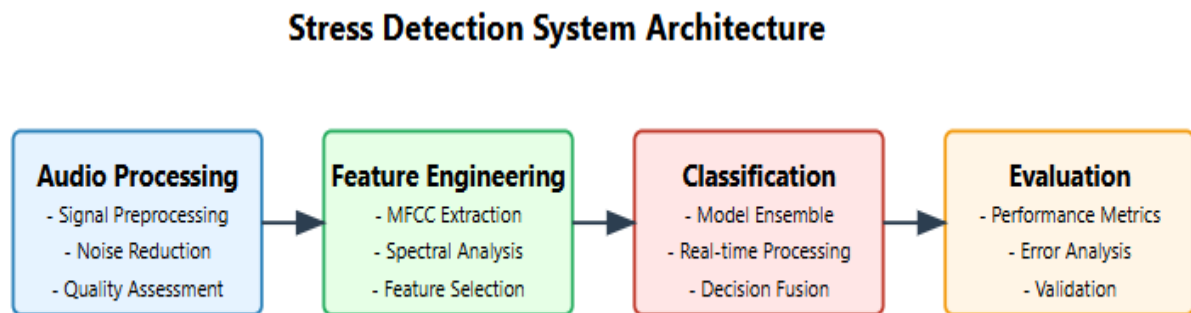 Stress Detection System Architecture
Audio Processing
- Signal Preprocessing
- Noise Reduction
- Quality Assessment
Feature Engineering
- MFCC Extraction
- Spectral Analysis
- Feature Selection
Classification
- Model Ensemble
- Real-time Processing
- Decision Fusion
Evaluation
- Performance Metrics
- Error Analysis
- Validation